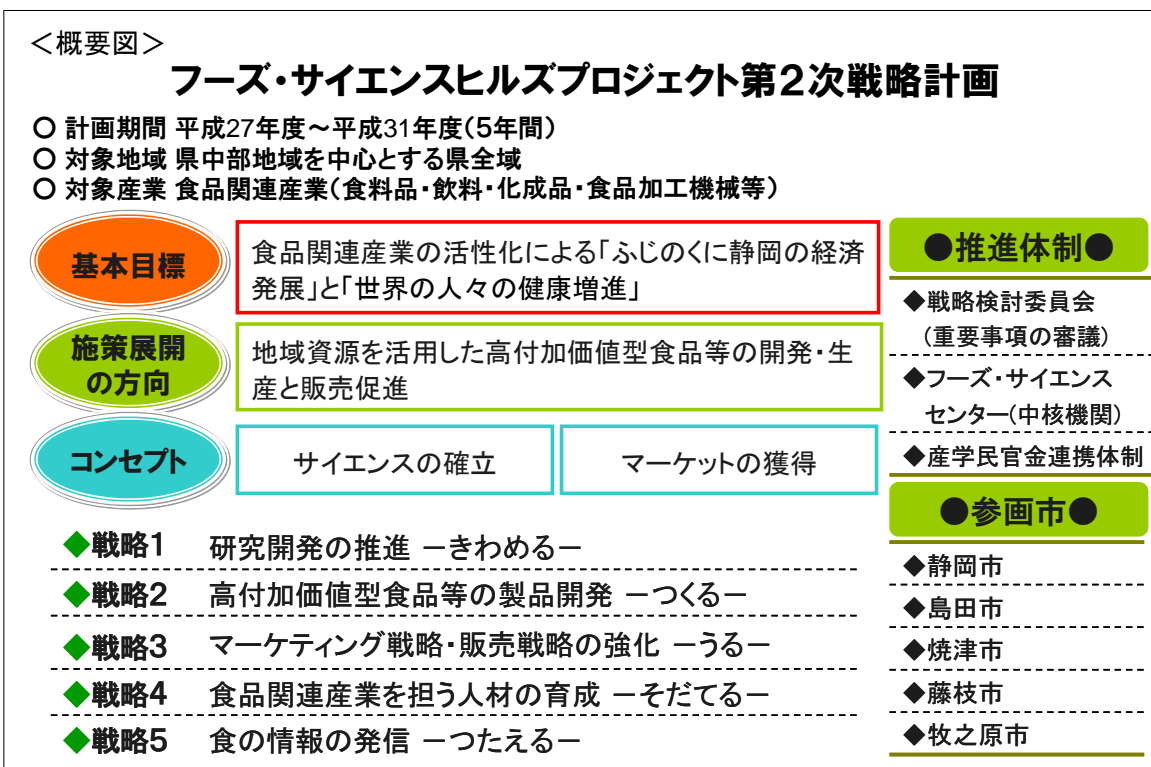 ＜概要図＞
フーズ・サイエンスヒルズプロジェクト第２次戦略計画
○ 計画期間 平成27年度～平成31年度（５年間）
○ 対象地域 県中部地域を中心とする県全域
○ 対象産業 食品関連産業（食料品・飲料・化成品・食品加工機械等）
基本目標
食品関連産業の活性化による「ふじのくに静岡の経済
発展」と「世界の人々の健康増進」
施策展開
の方向
地域資源を活用した高付加価値型食品等の開発・生
産と販売促進
コンセプト
サイエンスの確立
マーケットの獲得
◆戦略１ 研究開発の推進 －きわめる－
◆戦略２ 高付加価値型食品等の製品開発 －つくる－
◆戦略３ マーケティング戦略・販売戦略の強化 －うる－
◆戦略４ 食品関連産業を担う人材の育成 －そだてる－
◆戦略５ 食の情報の発信 －つたえる－
●推進体制●
◆戦略検討委員会
（重要事項の審議）
◆フーズ・サイエンス
センター(中核機関)
◆産学民官金連携体制
●参画市●
◆静岡市
◆島田市
◆焼津市
◆藤枝市
◆牧之原市